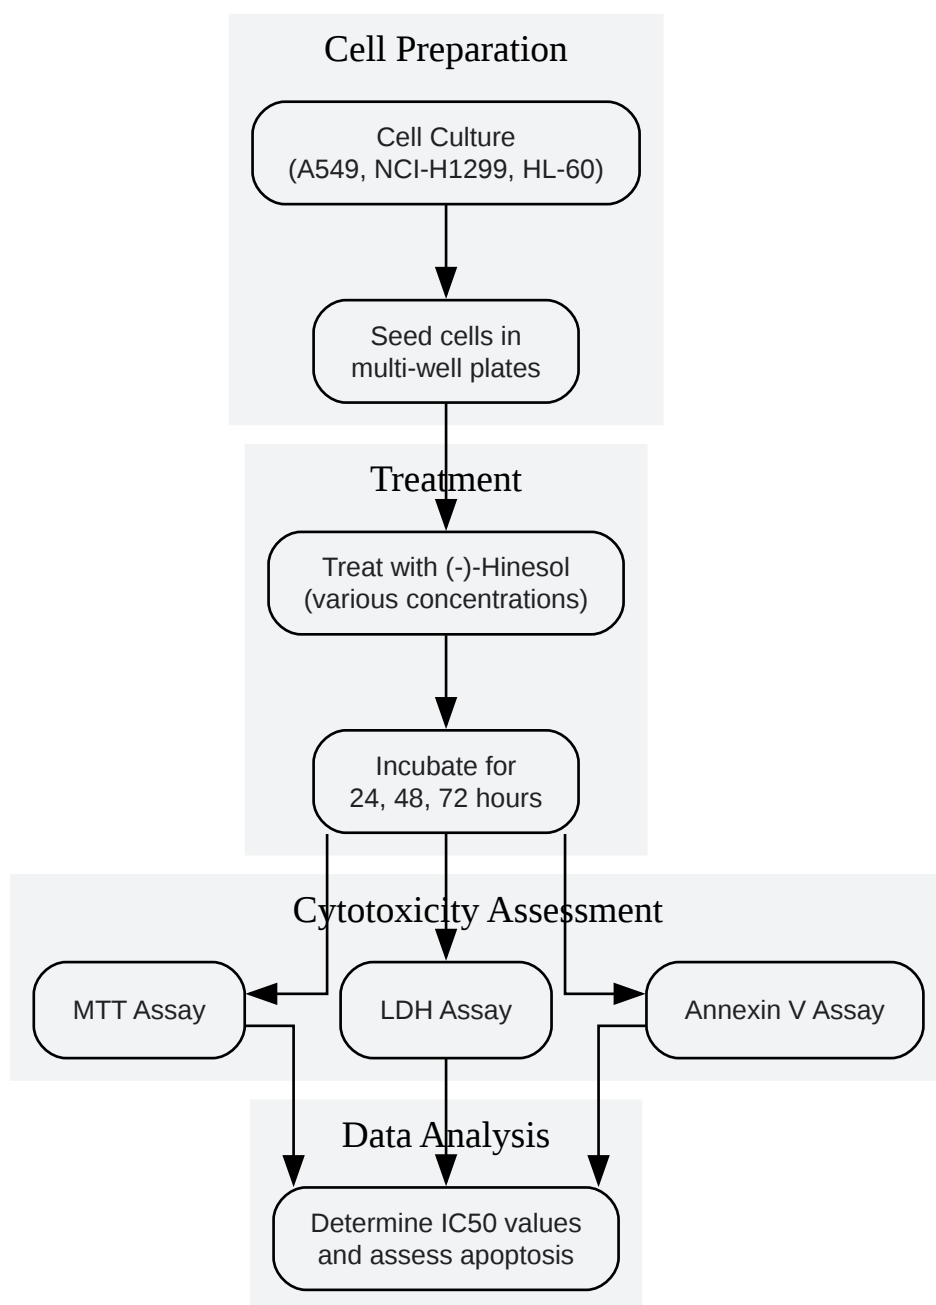 Cell Preparation
Cell Culture
(A549, NCI-H1299, HL-60)
Seed cells in
multi-well plates
Treatment
Treat with (-)-Hinesol
(various concentrations)
Incubate for
24, 48, 72 hours
Cytotoxicity Assessment
MTT Assay
LDH Assay
Annexin V Assay
Data Analysis
Determine IC50 values
and assess apoptosis